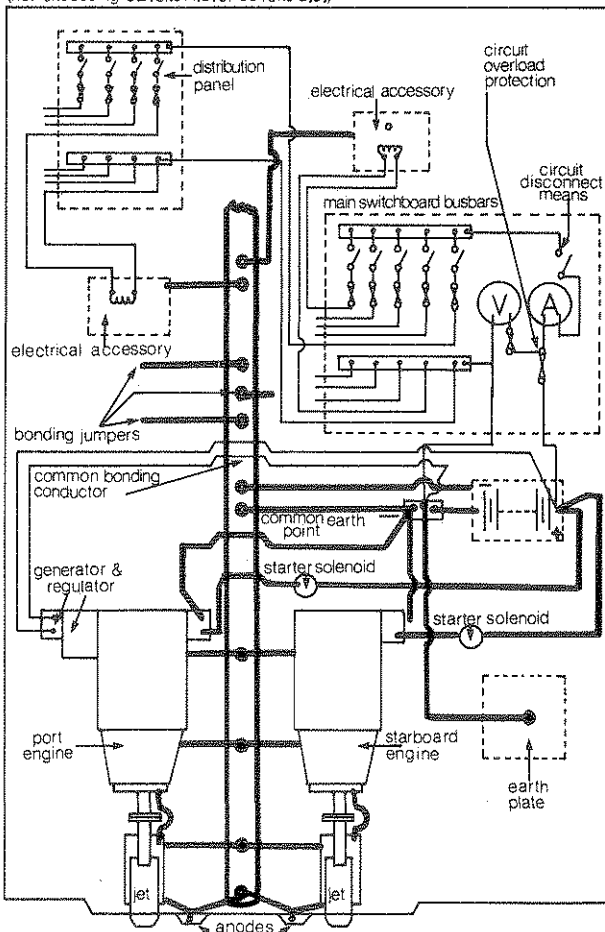 distribution
panel
electrical accessory
circuit
overload
protection
circuit
disconnect
means
main switchboard busbars
V
A
electrical accessory
bonding jumpers
common bonding
conductor
common earth
point
generator &
regulator
starter solenoid
starter solenoid
port
engine
starboard
engine
earth
plate
jet
jet
anodes